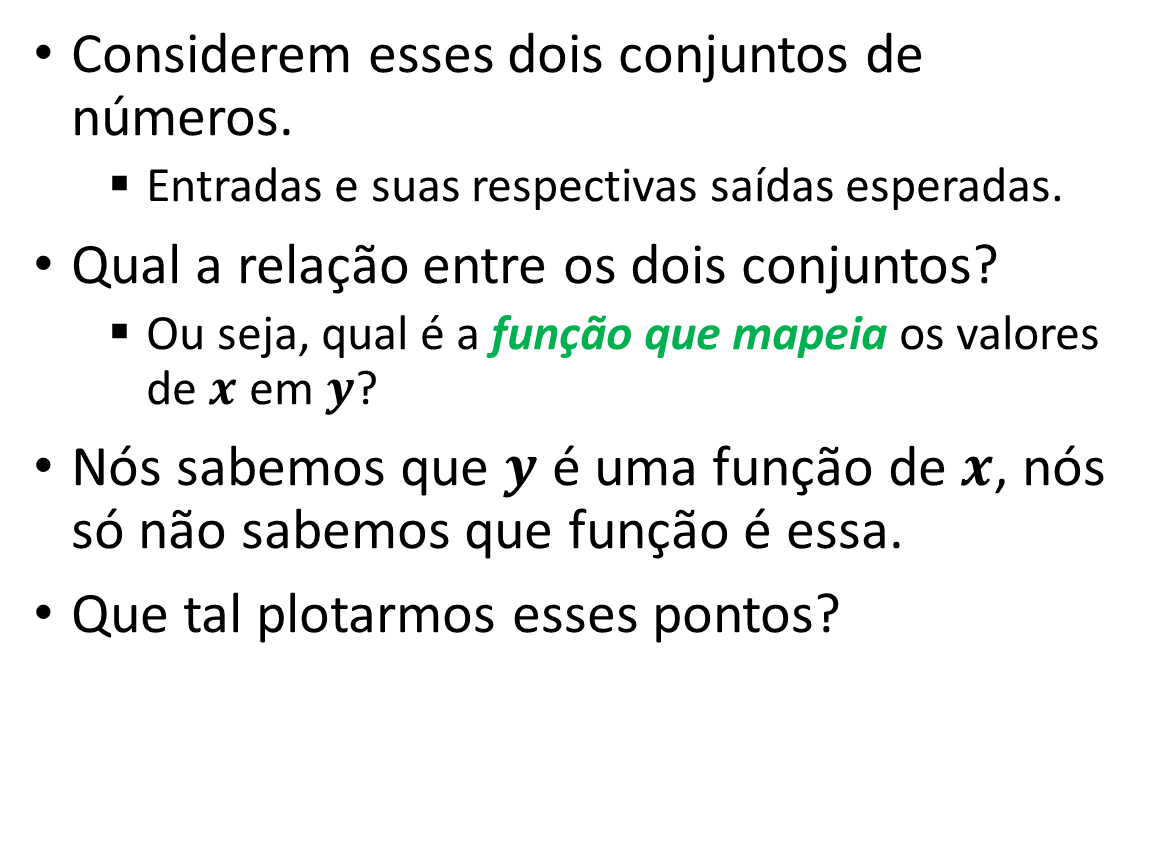 • Considerem esses dois conjuntos de
números.
▪ Entradas e suas respectivas saídas esperadas.
• Qual a relação entre os dois conjuntos?
▪ Ou seja, qual é a função que mapeia os valores
de x em y?
• Nós sabemos que y é uma função de x, nós
só não sabemos que função é essa.
• Que tal plotarmos esses pontos?